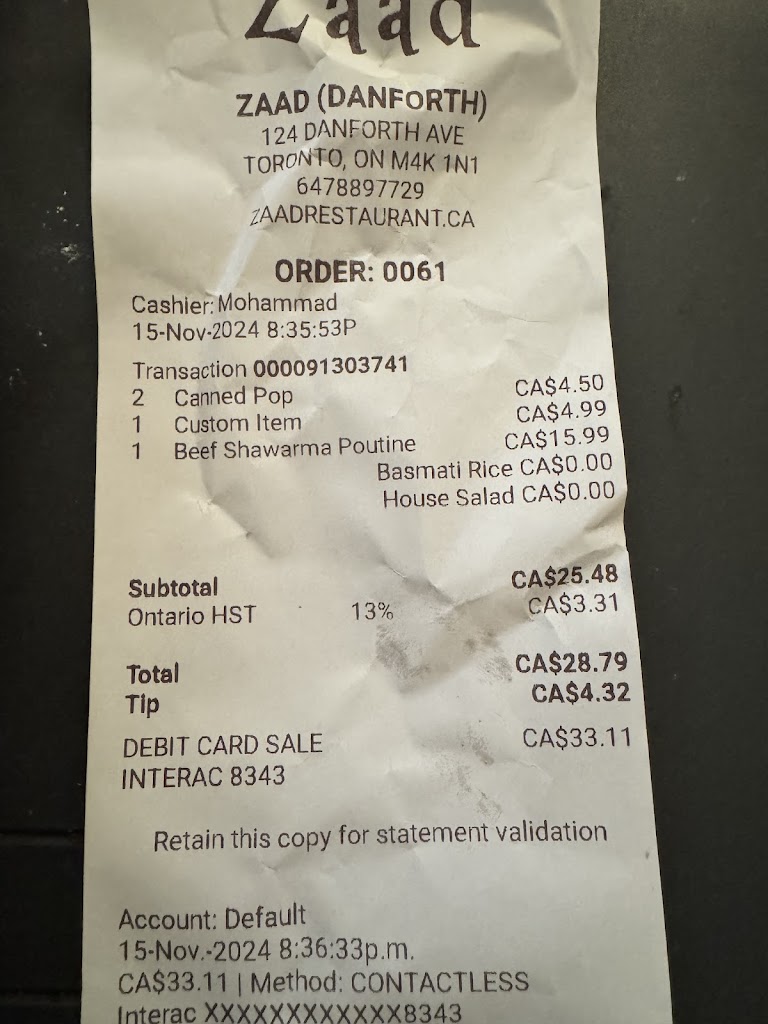 Zaad
ZAAD (DANFORTH)
124 DANFORTH AVE
TORONTO, ON M4K 1N1
6478897729
ZAADRESTAURANT.CA
ORDER: 0061
Cashier: Mohammad
15-Nov-2024 8:35:53P
Transaction 000091303741
2 Canned Pop CA$4.50
1 Custom Item CA$4.99
1 Beef Shawarma Poutine CA$15.99
Basmati Rice CA$0.00
House Salad CA$0.00
Subtotal CA$25.48
Ontario HST 13% CA$3.31
Total CA$28.79
Tip CA$4.32
DEBIT CARD SALE CA$33.11
INTERAC 8343
Retain this copy for statement validation
Account: Default
15-Nov.-2024 8:36:33p.m.
CA$33.11 | Method: CONTACTLESS
Interac XXXXXXXXXXXX8343